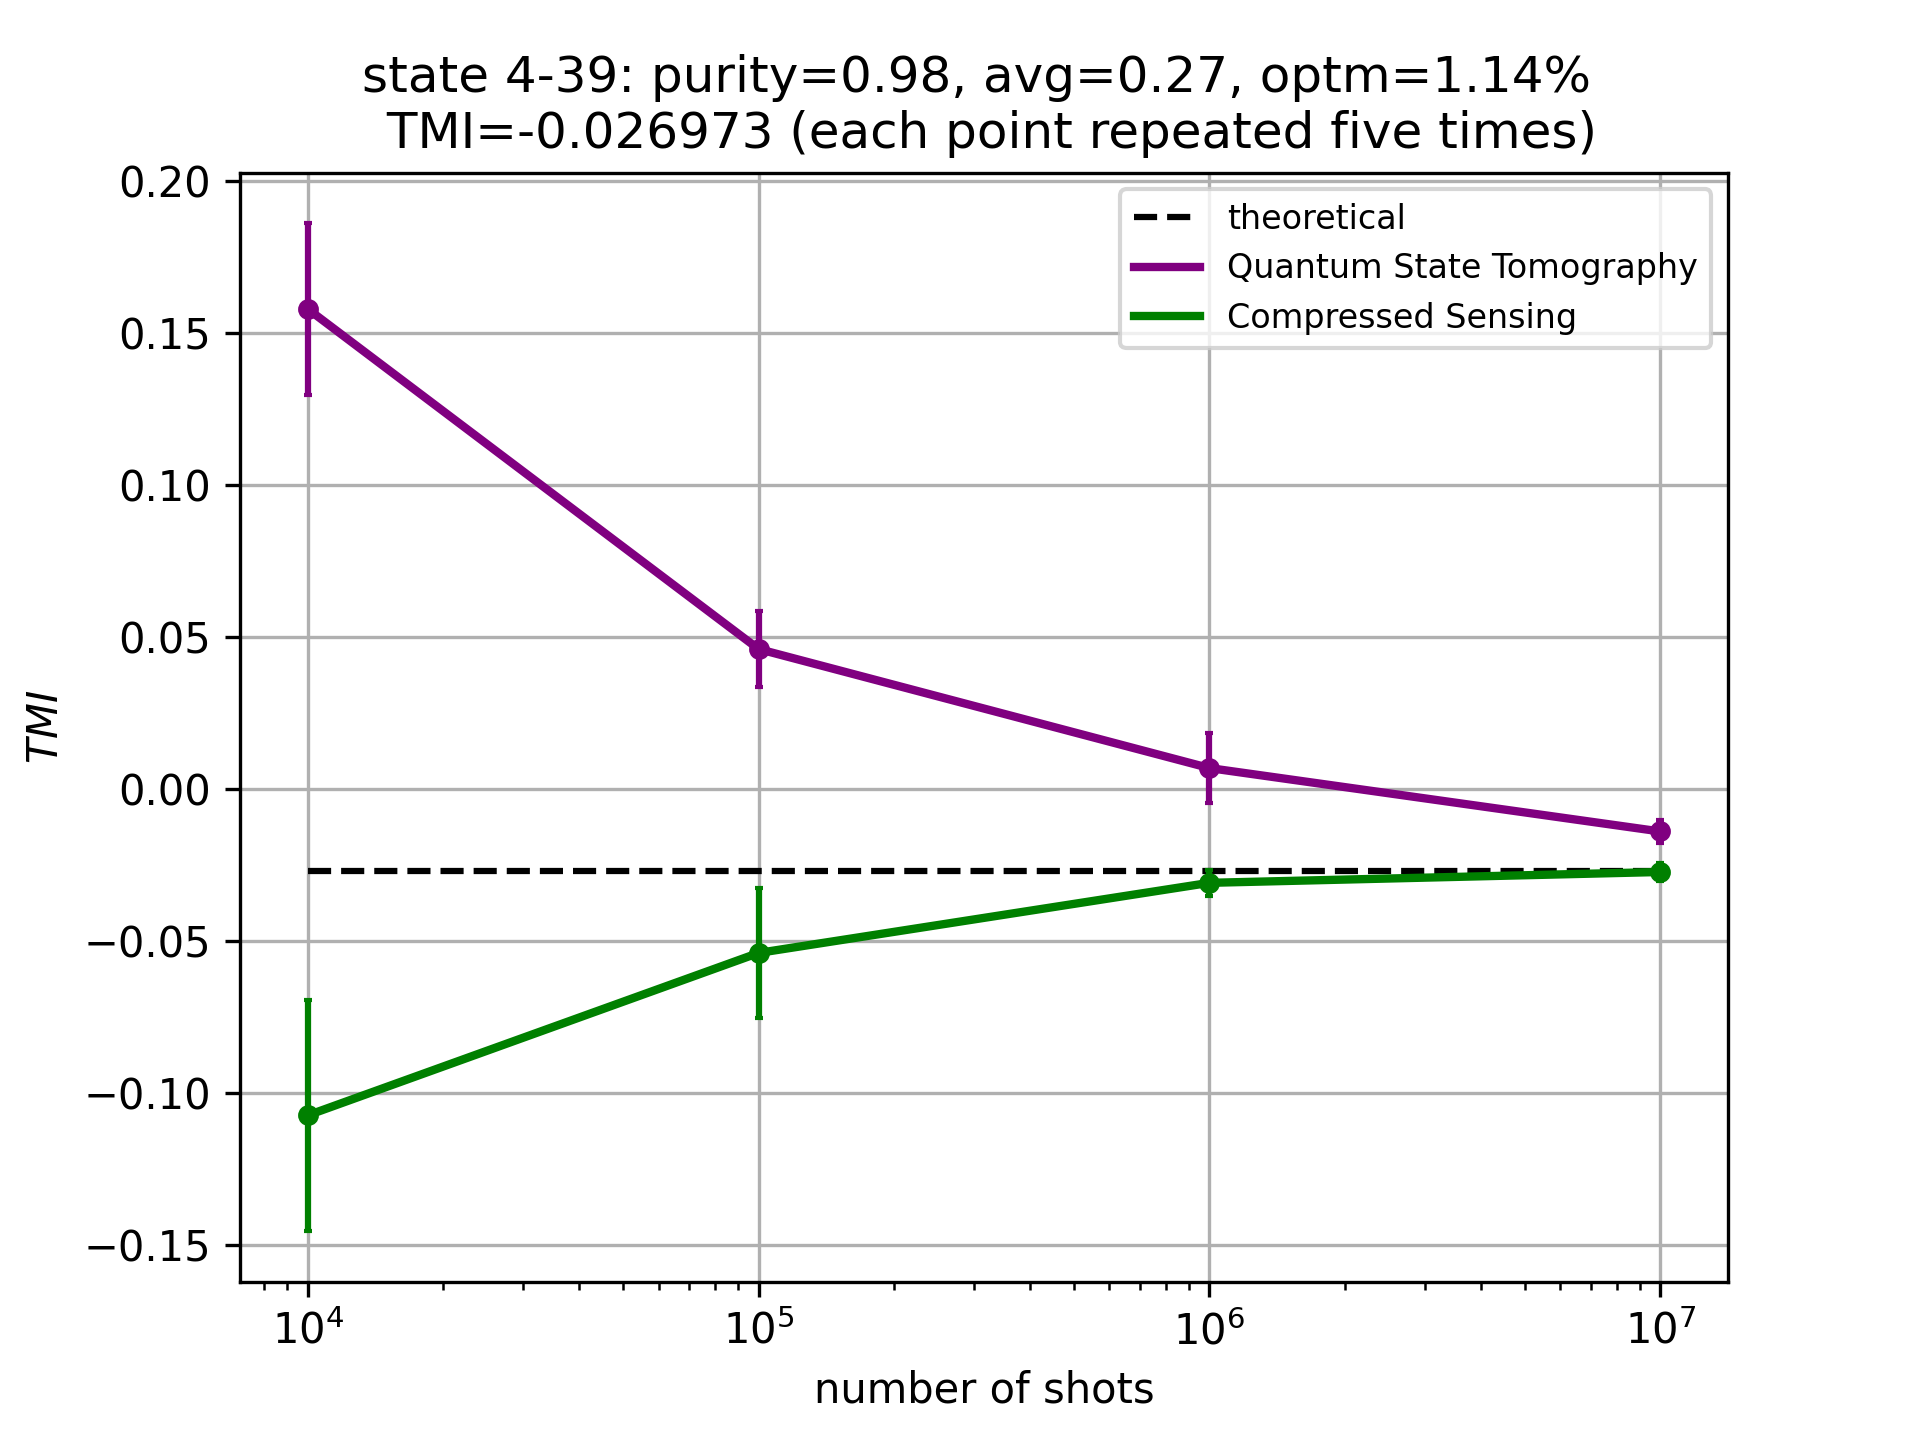 state 4-39: purity=0.98, avg=0.27, optm=1.14%
TMI=-0.026973 (each point repeated five times)
theoretical
Quantum State Tomography
Compressed Sensing
TMI
0.20
0.15
0.10
0.05
0.00
−0.05
−0.10
−0.15
10⁴ 10⁵ 10⁶ 10⁷
number of shots